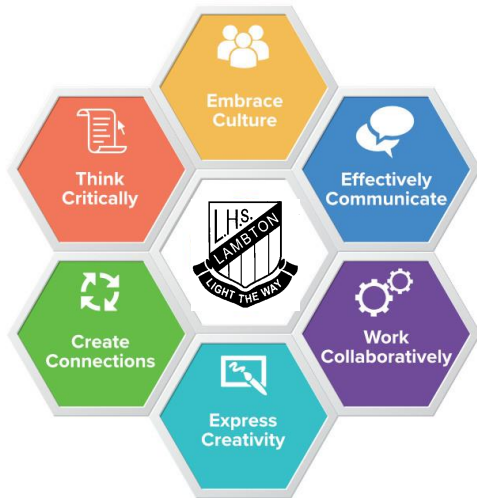 Embrace
Culture
Think
Critically
Effectively
Communicate
L.H.S.
LAMBTON
LIGHT THE WAY
Create
Connections
Work
Collaboratively
Express
Creativity